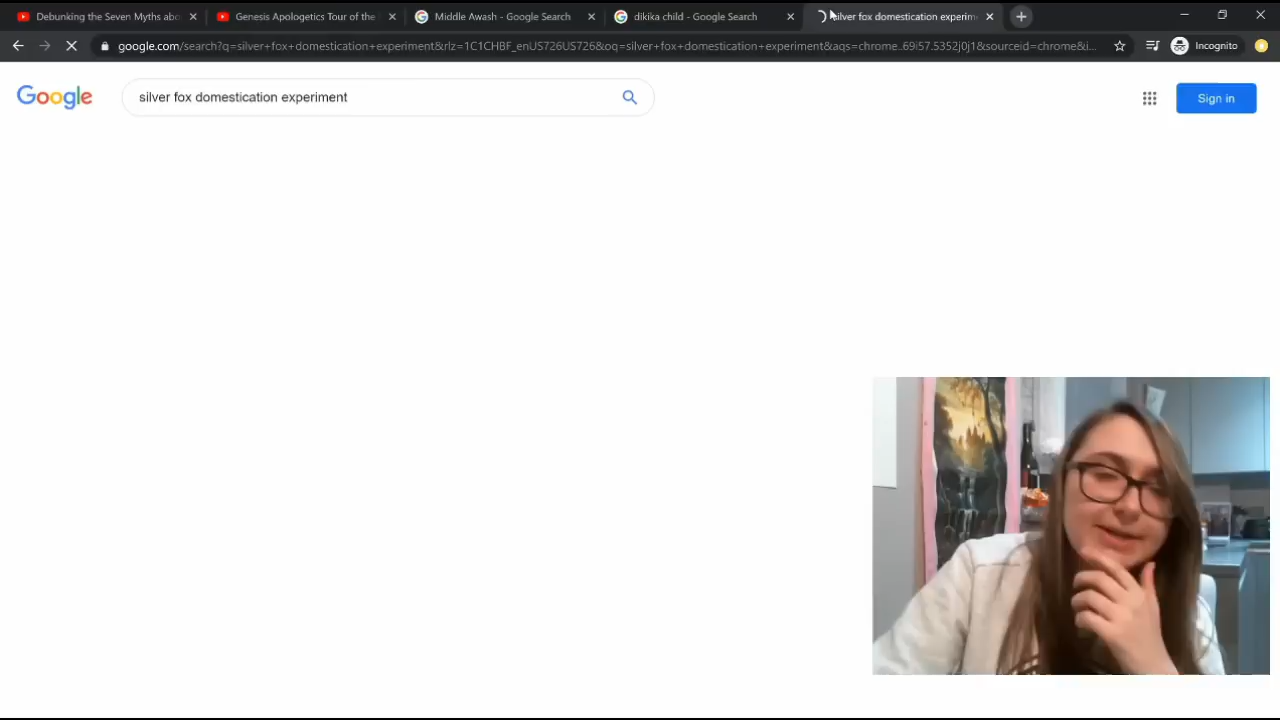 Debunking the Seven Myths abo
Genesis Apologetics Tour of the
Middle Awash - Google Search
dikika child - Google Search
silver fox domestication experim
google.com/search?q=silver+fox+domestication+experiment&rlz=1C1CHBF_enUS726US726&oq=silver+fox+domestication+experiment&aqs=chrome..69i57.5352j0j1&sourceid=chrome&i...
Incognito
Google
silver fox domestication experiment
Sign in